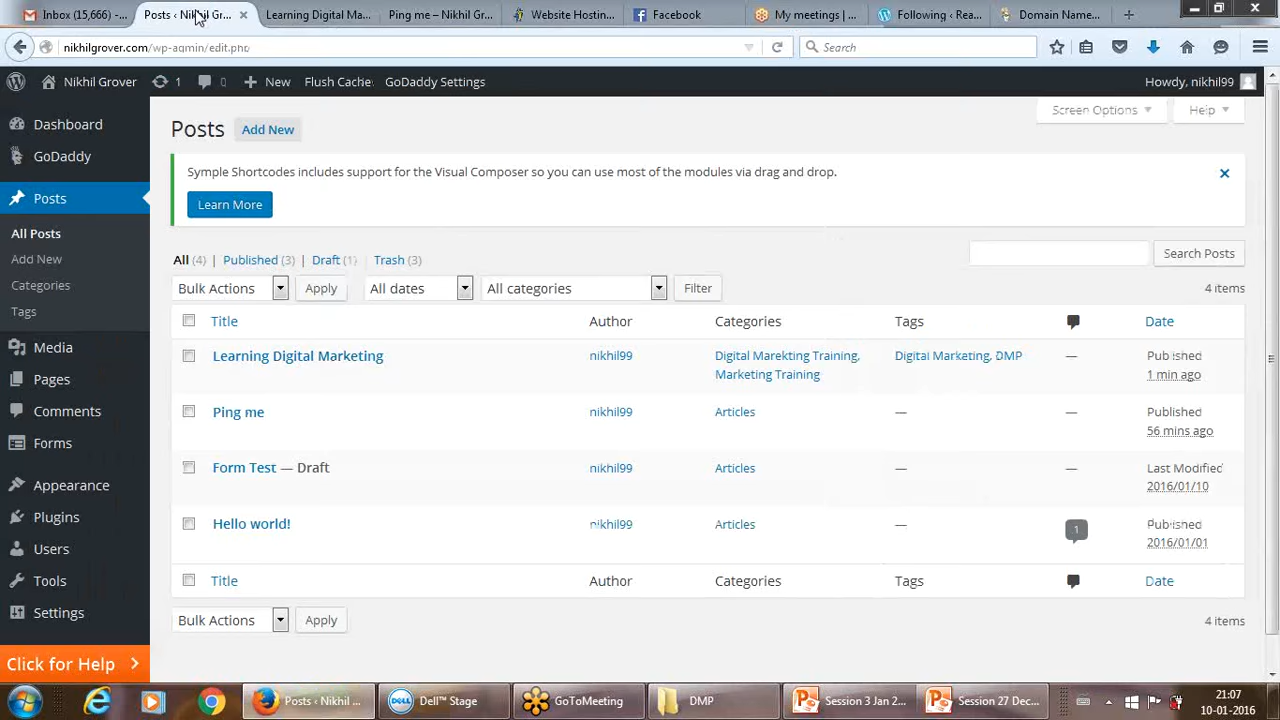 Inbox (15,666) -...
Posts ‹ Nikhil Gr...
Learning Digital Ma...
Ping me – Nikhil Gro...
Website Hostin...
Facebook
My meetings | ...
Following ‹ Rea...
Domain Name...
nikhilgrover.com/wp-admin/edit.php
Search
Nikhil Grover
1
0
New
Flush Cache
GoDaddy Settings
Howdy, nikhil99
Dashboard
GoDaddy
Posts
All Posts
Add New
Categories
Tags
Media
Pages
Comments
Forms
Appearance
Plugins
Users
Tools
Settings
Click for Help
Posts
Add New
Screen Options
Help
Symple Shortcodes includes support for the Visual Composer so you can use most of the modules via drag and drop.
Learn More
All (4) | Published (3) | Draft (1) | Trash (3)
Search Posts
Bulk Actions
Apply
All dates
All categories
Filter
4 items
Title Author Categories Tags Date
Learning Digital Marketing nikhil99 Digital Marekting Training, Digital Marketing, DMP — Published
Marketing Training 1 min ago
Ping me nikhil99 Articles — — Published
56 mins ago
Form Test — Draft nikhil99 Articles — — Last Modified
2016/01/10
Hello world! nikhil99 Articles — 1 Published
2016/01/01
Title Author Categories Tags Date
Bulk Actions
Apply
4 items
Posts ‹ Nikhil ...
DELL
Dell™ Stage
GoToMeeting
DMP
Session 3 Jan 2...
Session 27 Dec...
21:07
10-01-2016